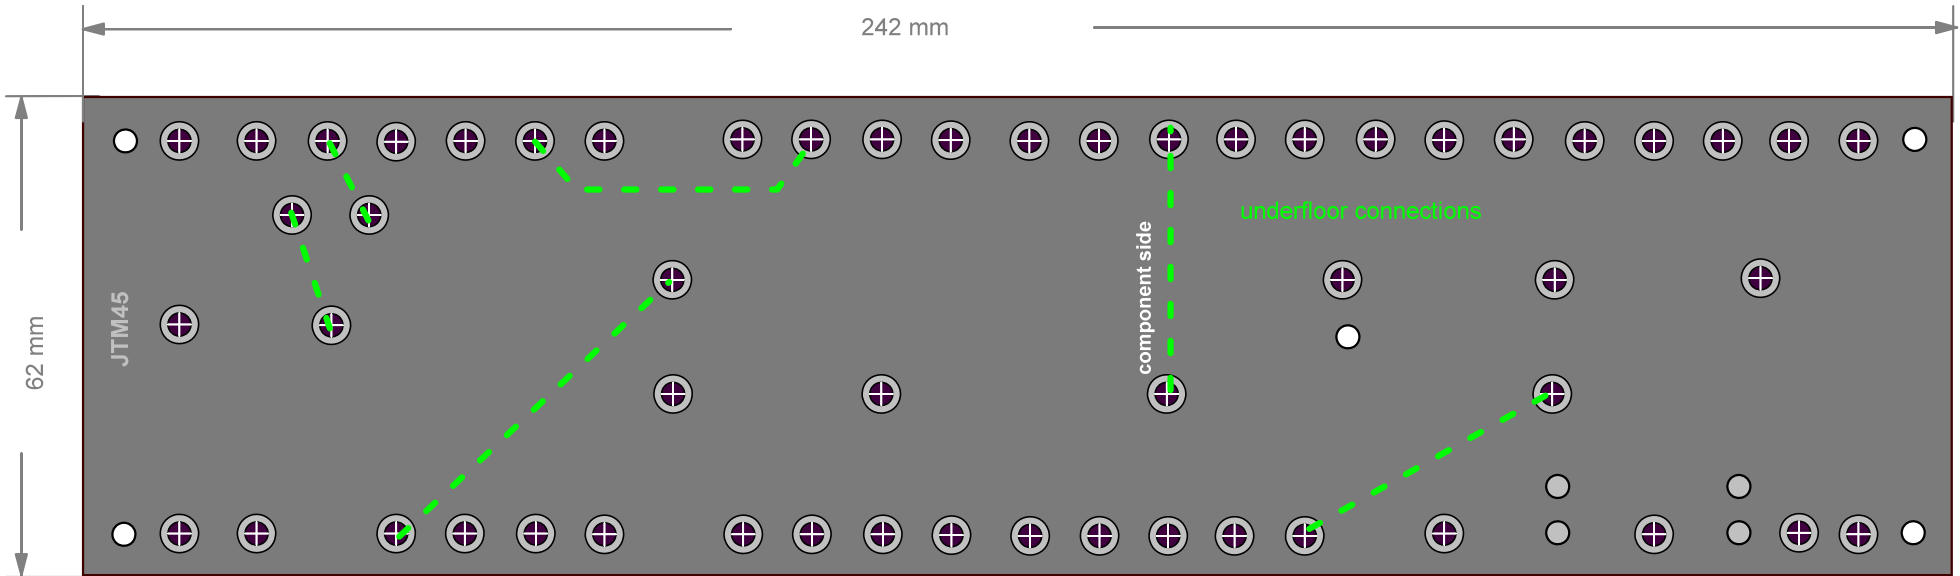 242 mm
underfloor connections
component side
JTM45
62 mm